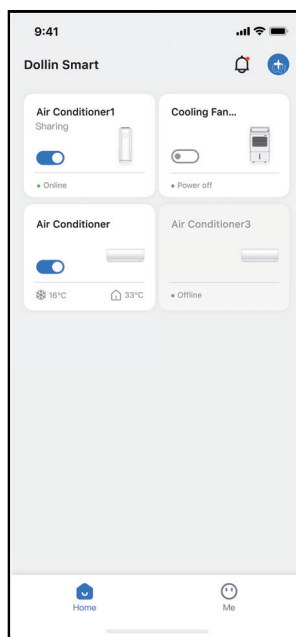 9:41
Dollin Smart
Air Conditioner1
Sharing
• Online
Cooling Fan...
• Power off
Air Conditioner
16°C
33°C
Air Conditioner3
• Offline
Home
Me